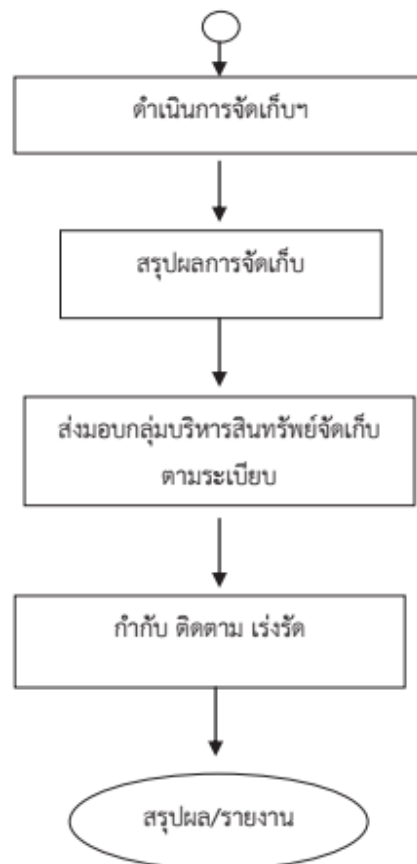 ดำเนินการจัดเก็บฯ
สรุปผลการจัดเก็บ
ส่งมอบกลุ่มบริหารสินทรัพย์จัดเก็บ
ตามระเบียบ
กำกับ ติดตาม เร่งรัด
สรุปผล/รายงาน